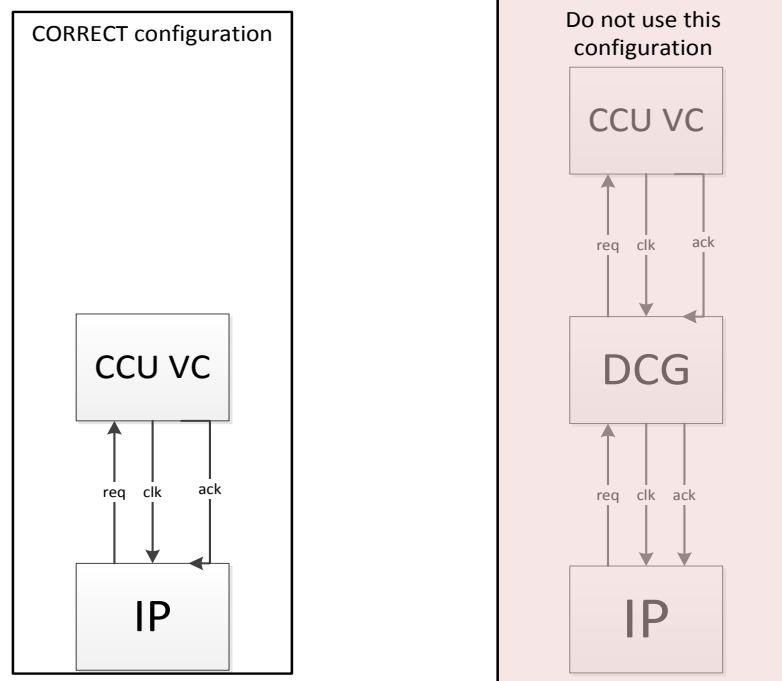 CORRECT configuration
CCU VC
req clk ack
IP
Do not use this
configuration
CCU VC
req clk ack
DCG
req clk ack
IP